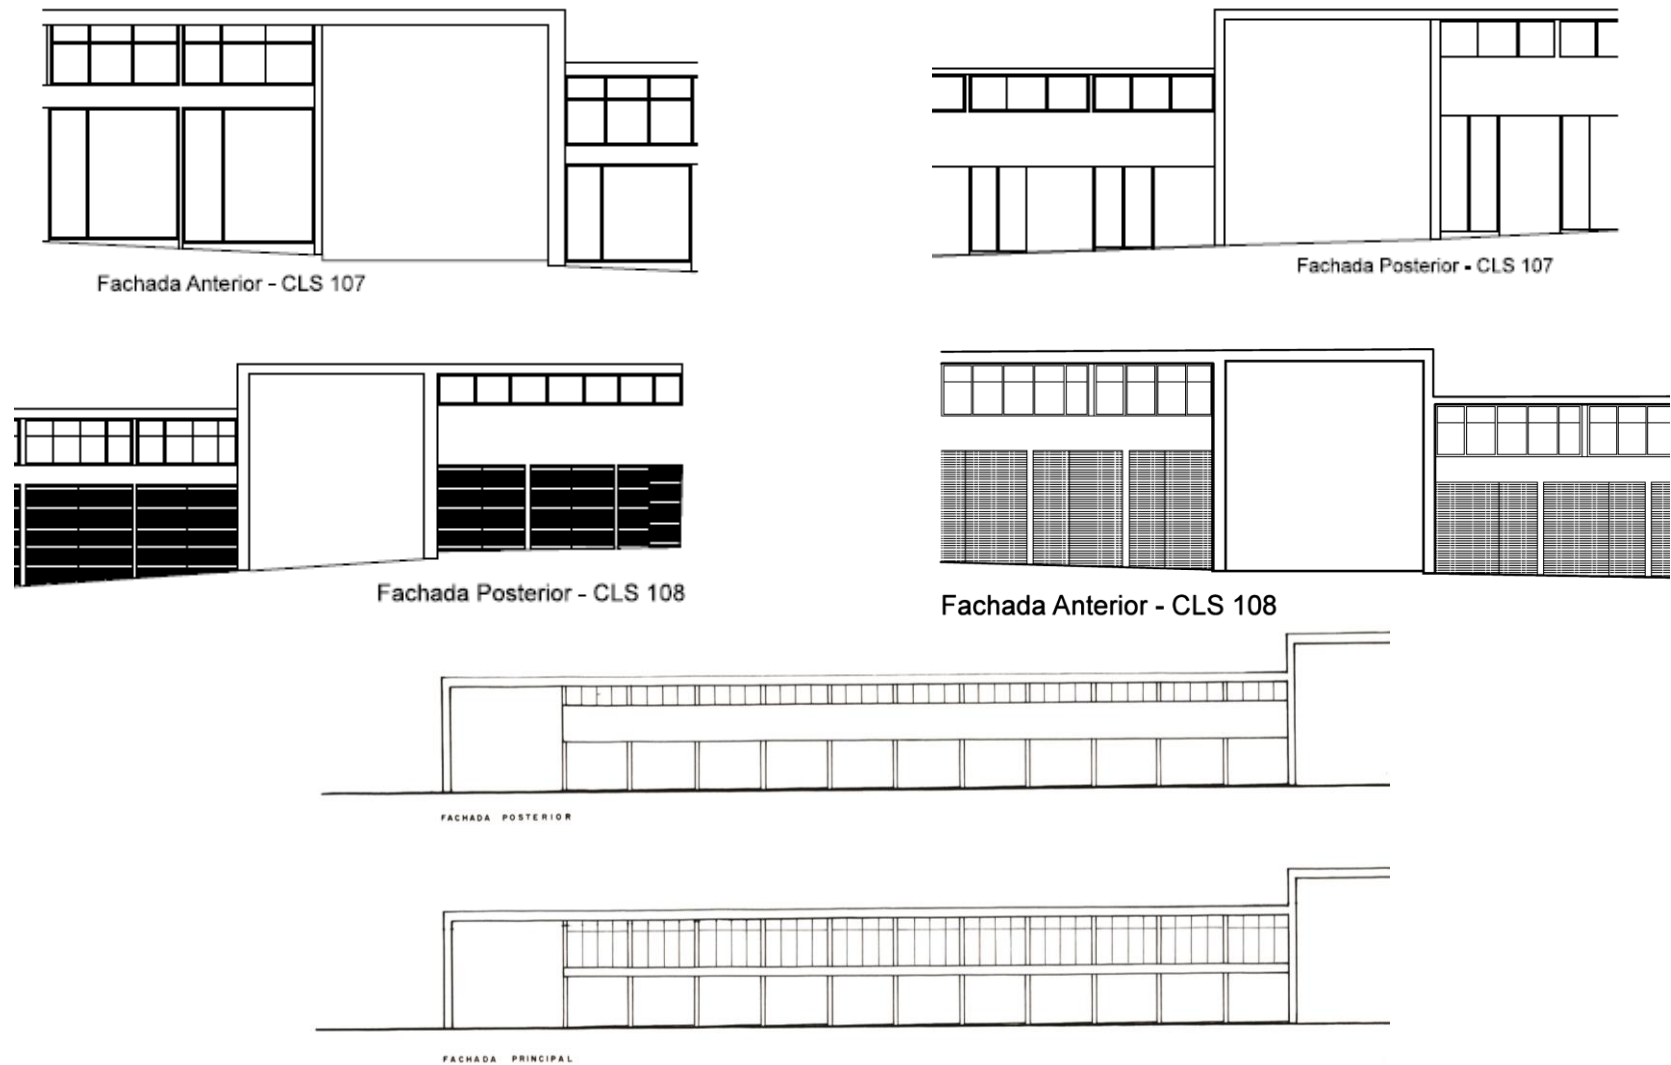 Fachada Anterior - CLS 107
Fachada Posterior - CLS 107
Fachada Posterior - CLS 108
Fachada Anterior - CLS 108
FACHADA POSTERIOR
FACHADA PRINCIPAL